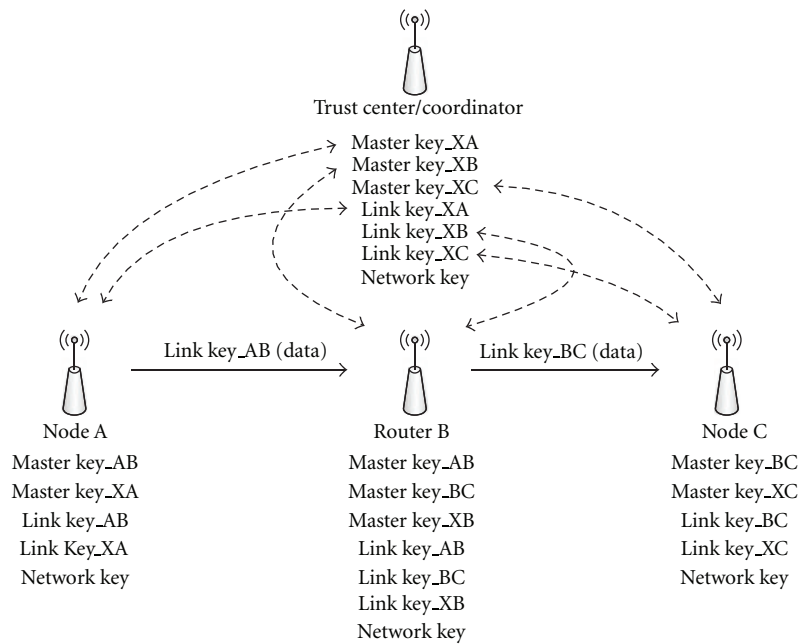 Trust center/coordinator
Master key_XA
Master key_XB
Master key_XC
Link key_XA
Link key_XB
Link key_XC
Network key
Link key_AB (data)
Link key_BC (data)
Node A
Master key_AB
Master key_XA
Link key_AB
Link Key_XA
Network key
Router B
Master key_AB
Master key_BC
Master key_XB
Link key_AB
Link key_BC
Link key_XB
Network key
Node C
Master key_BC
Master key_XC
Link key_BC
Link key_XC
Network key